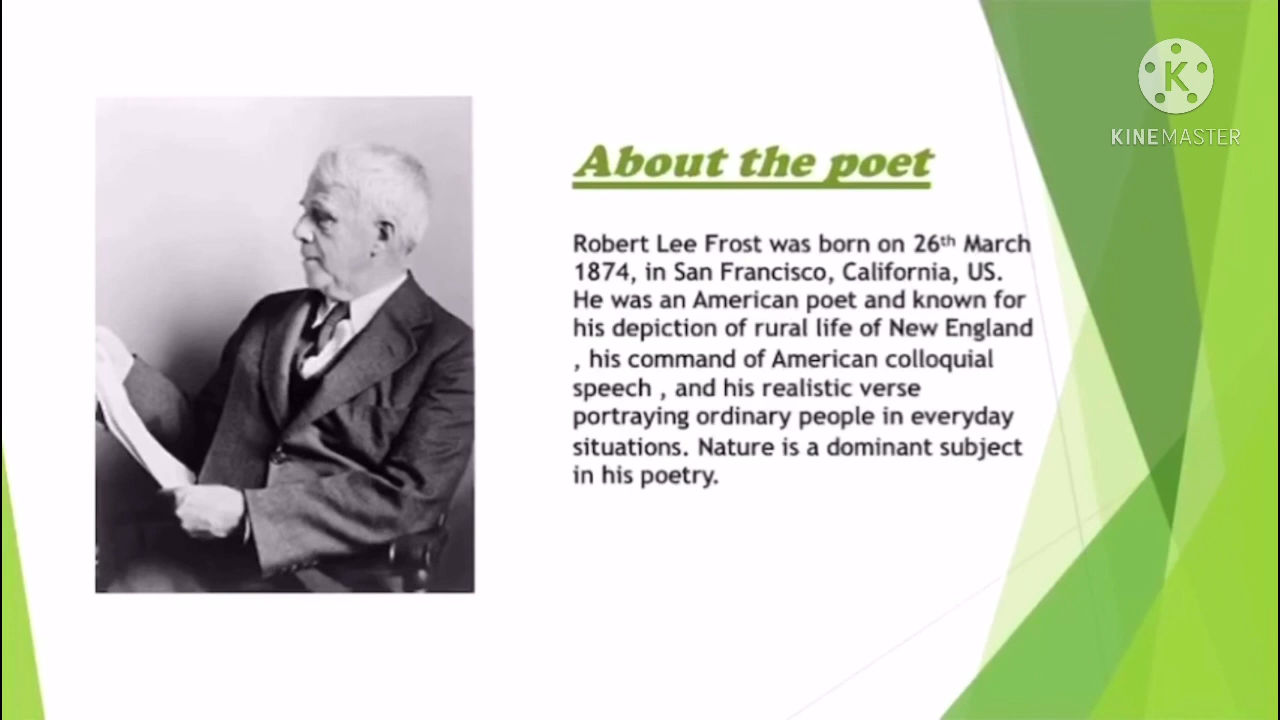 K
KINEMASTER
About the poet
Robert Lee Frost was born on 26th March
1874, in San Francisco, California, US.
He was an American poet and known for
his depiction of rural life of New England
, his command of American colloquial
speech , and his realistic verse
portraying ordinary people in everyday
situations. Nature is a dominant subject
in his poetry.